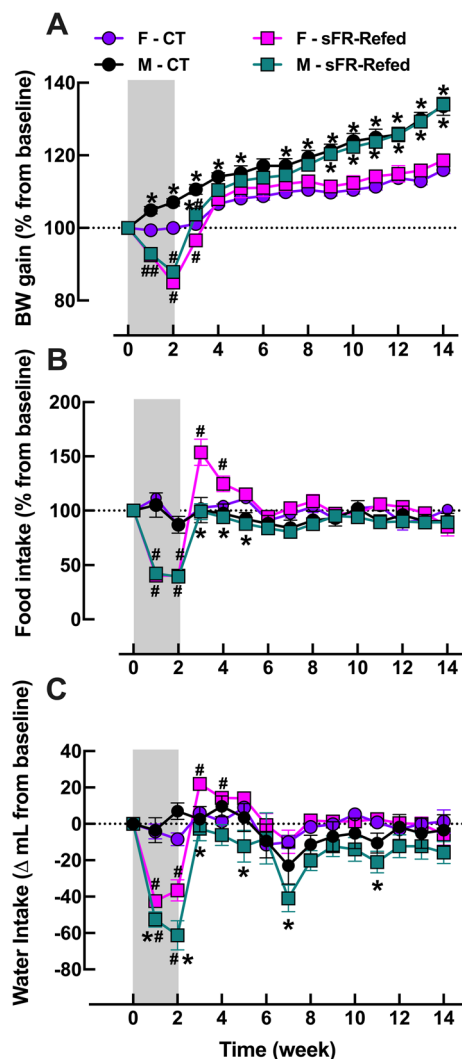 A
F - CT
F - sFR-Refed
M - CT
M - sFR-Refed
BW gain (% from baseline)
140
120
100
80
* * * * * * * * * * * * *
*#
* * * * * *
## # # #
0 2 4 6 8 10 12 14
B
Food intake (% from baseline)
200
150
100
50
0
# #
* * *
# #
# #
0 2 4 6 8 10 12 14
C
Water Intake (Δ mL from baseline)
40
20
0
-20
-40
-60
-80
# #
# #
* * * *
*# # *
0 2 4 6 8 10 12 14
Time (week)